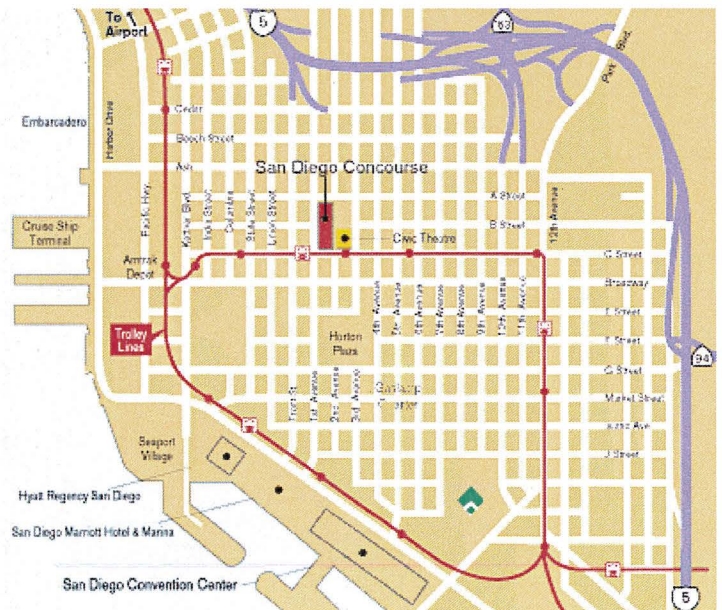 To
Airport
5
163
Park Blvd.
Embarcadero
Harbor Drive
Cedar
Beech Street
Ash
San Diego Concourse
Pacific Hwy.
Kettner Blvd.
India Street
Columbia
State Street
Union Street
A Street
B Street
12th Avenue
Cruise Ship
Terminal
Civic Theatre
Amtrak
Depot
C Street
Broadway
E Street
F Street
G Street
Market Street
Island Ave
J Street
4th Avenue
5th Avenue
6th Avenue
7th Avenue
8th Avenue
9th Avenue
10th Avenue
11th Avenue
Trolley
Lines
Horton
Plaza
94
Front St.
1st Avenue
2nd Avenue
3rd Avenue
Gaslamp
Quarter
Seaport
Village
Hyatt Regency San Diego
San Diego Marriott Hotel & Marina
San Diego Convention Center
5